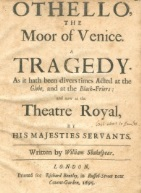 OTHELLO,
THE
Moor of Venice.
A
TRAGEDY.
As it hath been divers times Acted at the
Globe, and at the Black-Friers:
And now at the
Theatre Royal,
BY
HIS MAJESTIES SERVANTS.
Written by William Shakespear.
LONDON,
Printed for Richard Bentley, in Russel-street near
Covent-Garden,